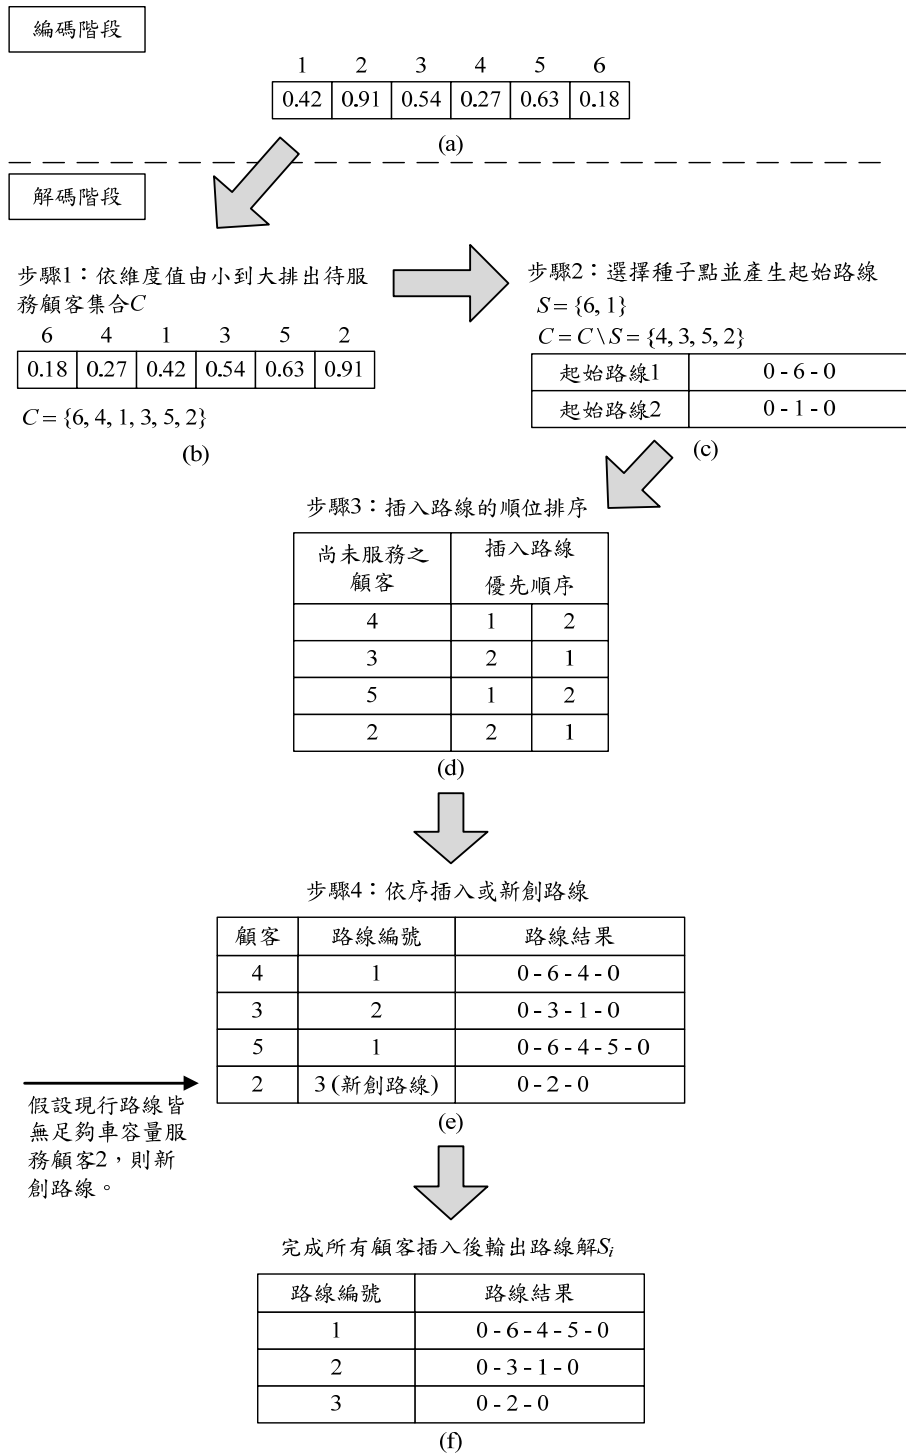 編碼階段
1 2 3 4 5 6
0.42 0.91 0.54 0.27 0.63 0.18
(a)
解碼階段
步驟1：依維度值由小到大排出待服
務顧客集合C
6 4 1 3 5 2
0.18 0.27 0.42 0.54 0.63 0.91
C = {6, 4, 1, 3, 5, 2}
(b)
步驟2：選擇種子點並產生起始路線
S = {6, 1}
C = C \ S = {4, 3, 5, 2}
起始路線1 0 - 6 - 0
起始路線2 0 - 1 - 0
(c)
步驟3：插入路線的順位排序
尚未服務之
顧客
插入路線
優先順序
4 1 2
3 2 1
5 1 2
2 2 1
(d)
步驟4：依序插入或新創路線
顧客 路線編號 路線結果
4 1 0 - 6 - 4 - 0
3 2 0 - 3 - 1 - 0
5 1 0 - 6 - 4 - 5 - 0
2 3 (新創路線) 0 - 2 - 0
(e)
假設現行路線皆
無足夠車容量服
務顧客2，則新
創路線。
完成所有顧客插入後輸出路線解Si
路線編號 路線結果
1 0 - 6 - 4 - 5 - 0
2 0 - 3 - 1 - 0
3 0 - 2 - 0
(f)